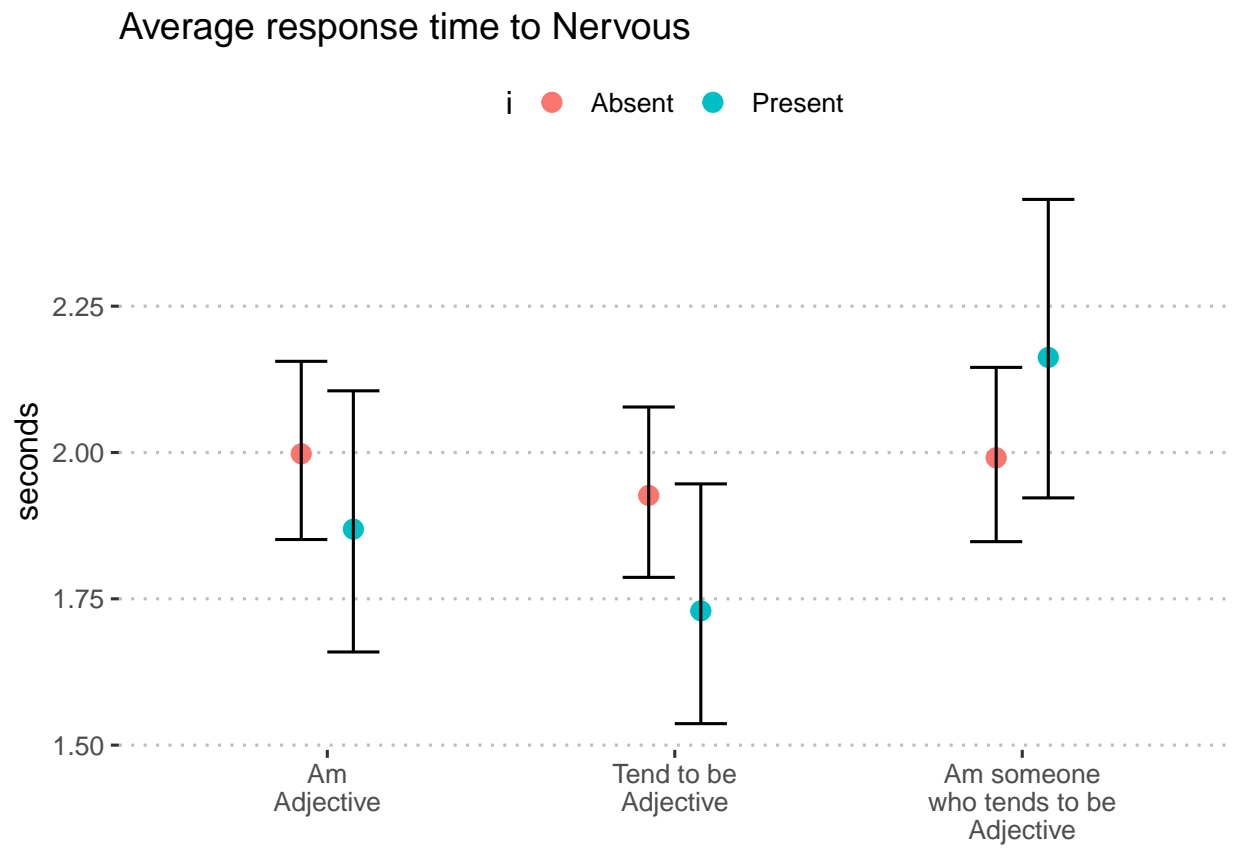 Average response time to Nervous
i Absent Present
seconds
2.25
2.00
1.75
1.50
Am
Adjective
Tend to be
Adjective
Am someone
who tends to be
Adjective